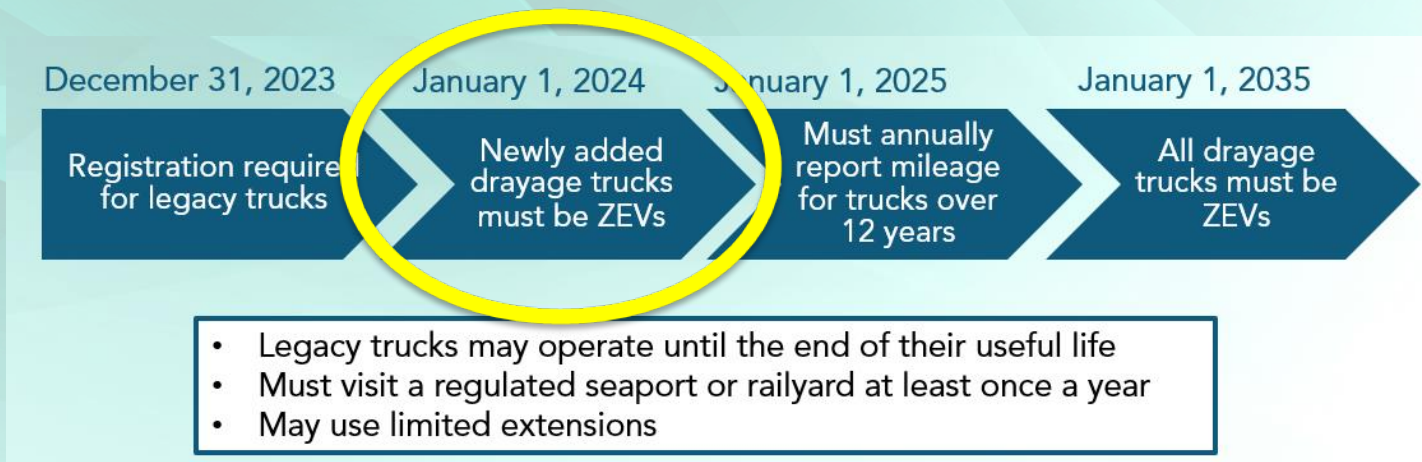 December 31, 2023
January 1, 2024
January 1, 2025
January 1, 2035
Registration required
for legacy trucks
Newly added
drayage trucks
must be ZEVs
Must annually
report mileage
for trucks over
12 years
All drayage
trucks must be
ZEVs
• Legacy trucks may operate until the end of their useful life
• Must visit a regulated seaport or railyard at least once a year
• May use limited extensions